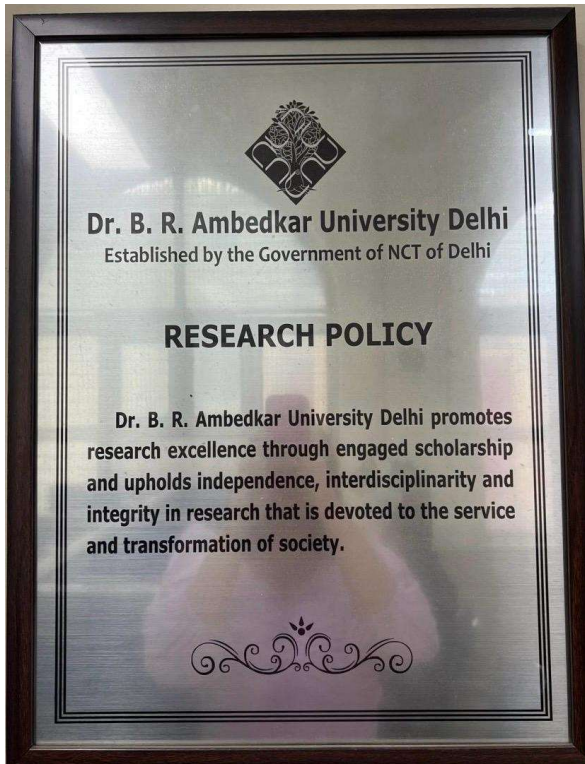 Dr. B. R. Ambedkar University Delhi
Established by the Government of NCT of Delhi
RESEARCH POLICY
Dr. B. R. Ambedkar University Delhi promotes
research excellence through engaged scholarship
and upholds independence, interdisciplinarity and
integrity in research that is devoted to the service
and transformation of society.